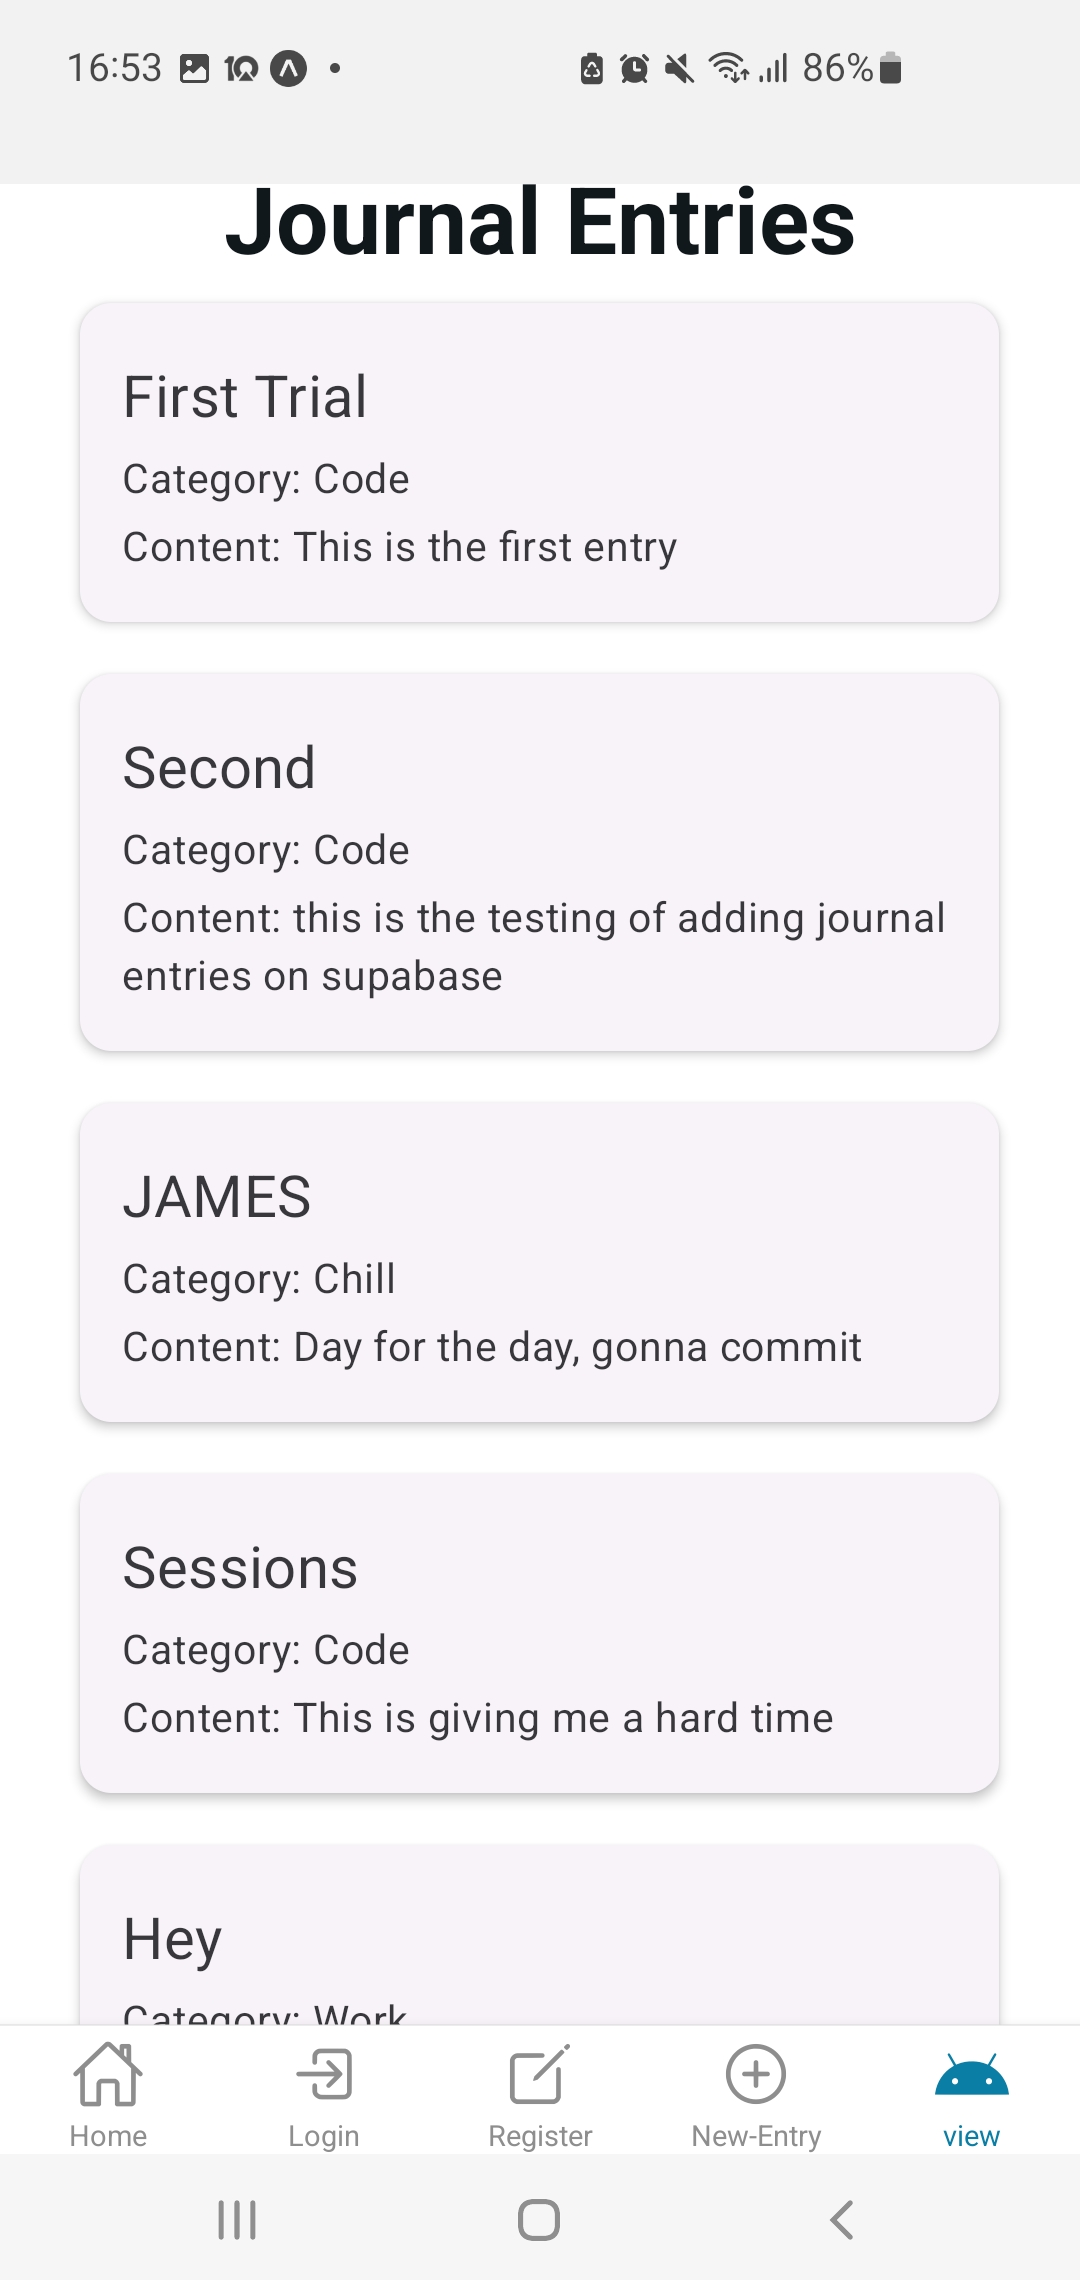 16:53
86%
Journal Entries
First Trial
Category: Code
Content: This is the first entry
Second
Category: Code
Content: this is the testing of adding journal
entries on supabase
JAMES
Category: Chill
Content: Day for the day, gonna commit
Sessions
Category: Code
Content: This is giving me a hard time
Hey
Category: Work
Home
Login
Register
New-Entry
view